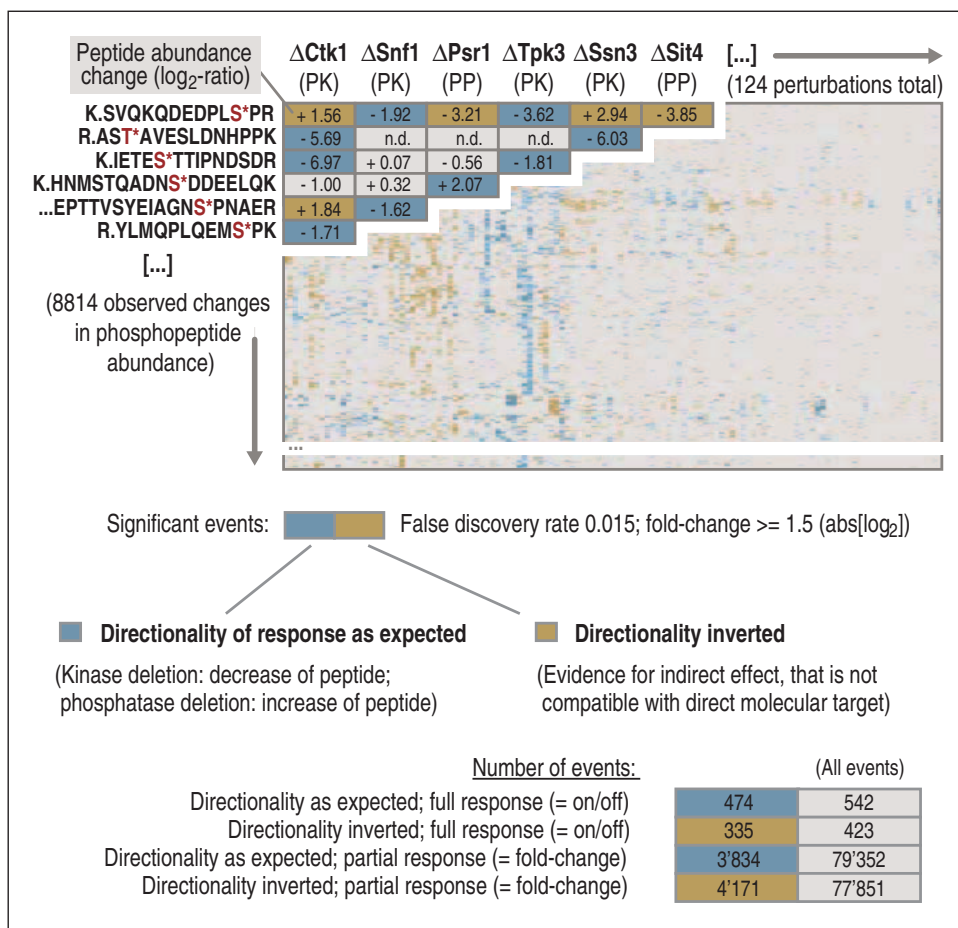 Peptide abundance
change (log2-ratio)
ΔCtk1 ΔSnf1 ΔPsr1 ΔTpk3 ΔSsn3 ΔSit4 [...]
(PK) (PK) (PP) (PK) (PK) (PP) (124 perturbations total)
K.SVQKQDEDPLS*PR + 1.56 - 1.92 - 3.21 - 3.62 + 2.94 - 3.85
R.AST*AVESLDNHPPK - 5.69 n.d. n.d. n.d. - 6.03
K.IETES*TTIPNDSDR - 6.97 + 0.07 - 0.56 - 1.81
K.HNMSTQADNS*DDEELQK - 1.00 + 0.32 + 2.07
...EPTTVSYEIAGNS*PNAER + 1.84 - 1.62
R.YLMQPLQEMS*PK - 1.71
[...]
(8814 observed changes
in phosphopeptide
abundance)
...
Significant events: False discovery rate 0.015; fold-change >= 1.5 (abs[log2])
Directionality of response as expected
(Kinase deletion: decrease of peptide;
phosphatase deletion: increase of peptide)
Directionality inverted
(Evidence for indirect effect, that is not
compatible with direct molecular target)
Number of events: (All events)
Directionality as expected; full response (= on/off) 474 542
Directionality inverted; full response (= on/off) 335 423
Directionality as expected; partial response (= fold-change) 3'834 79'352
Directionality inverted; partial response (= fold-change) 4'171 77'851